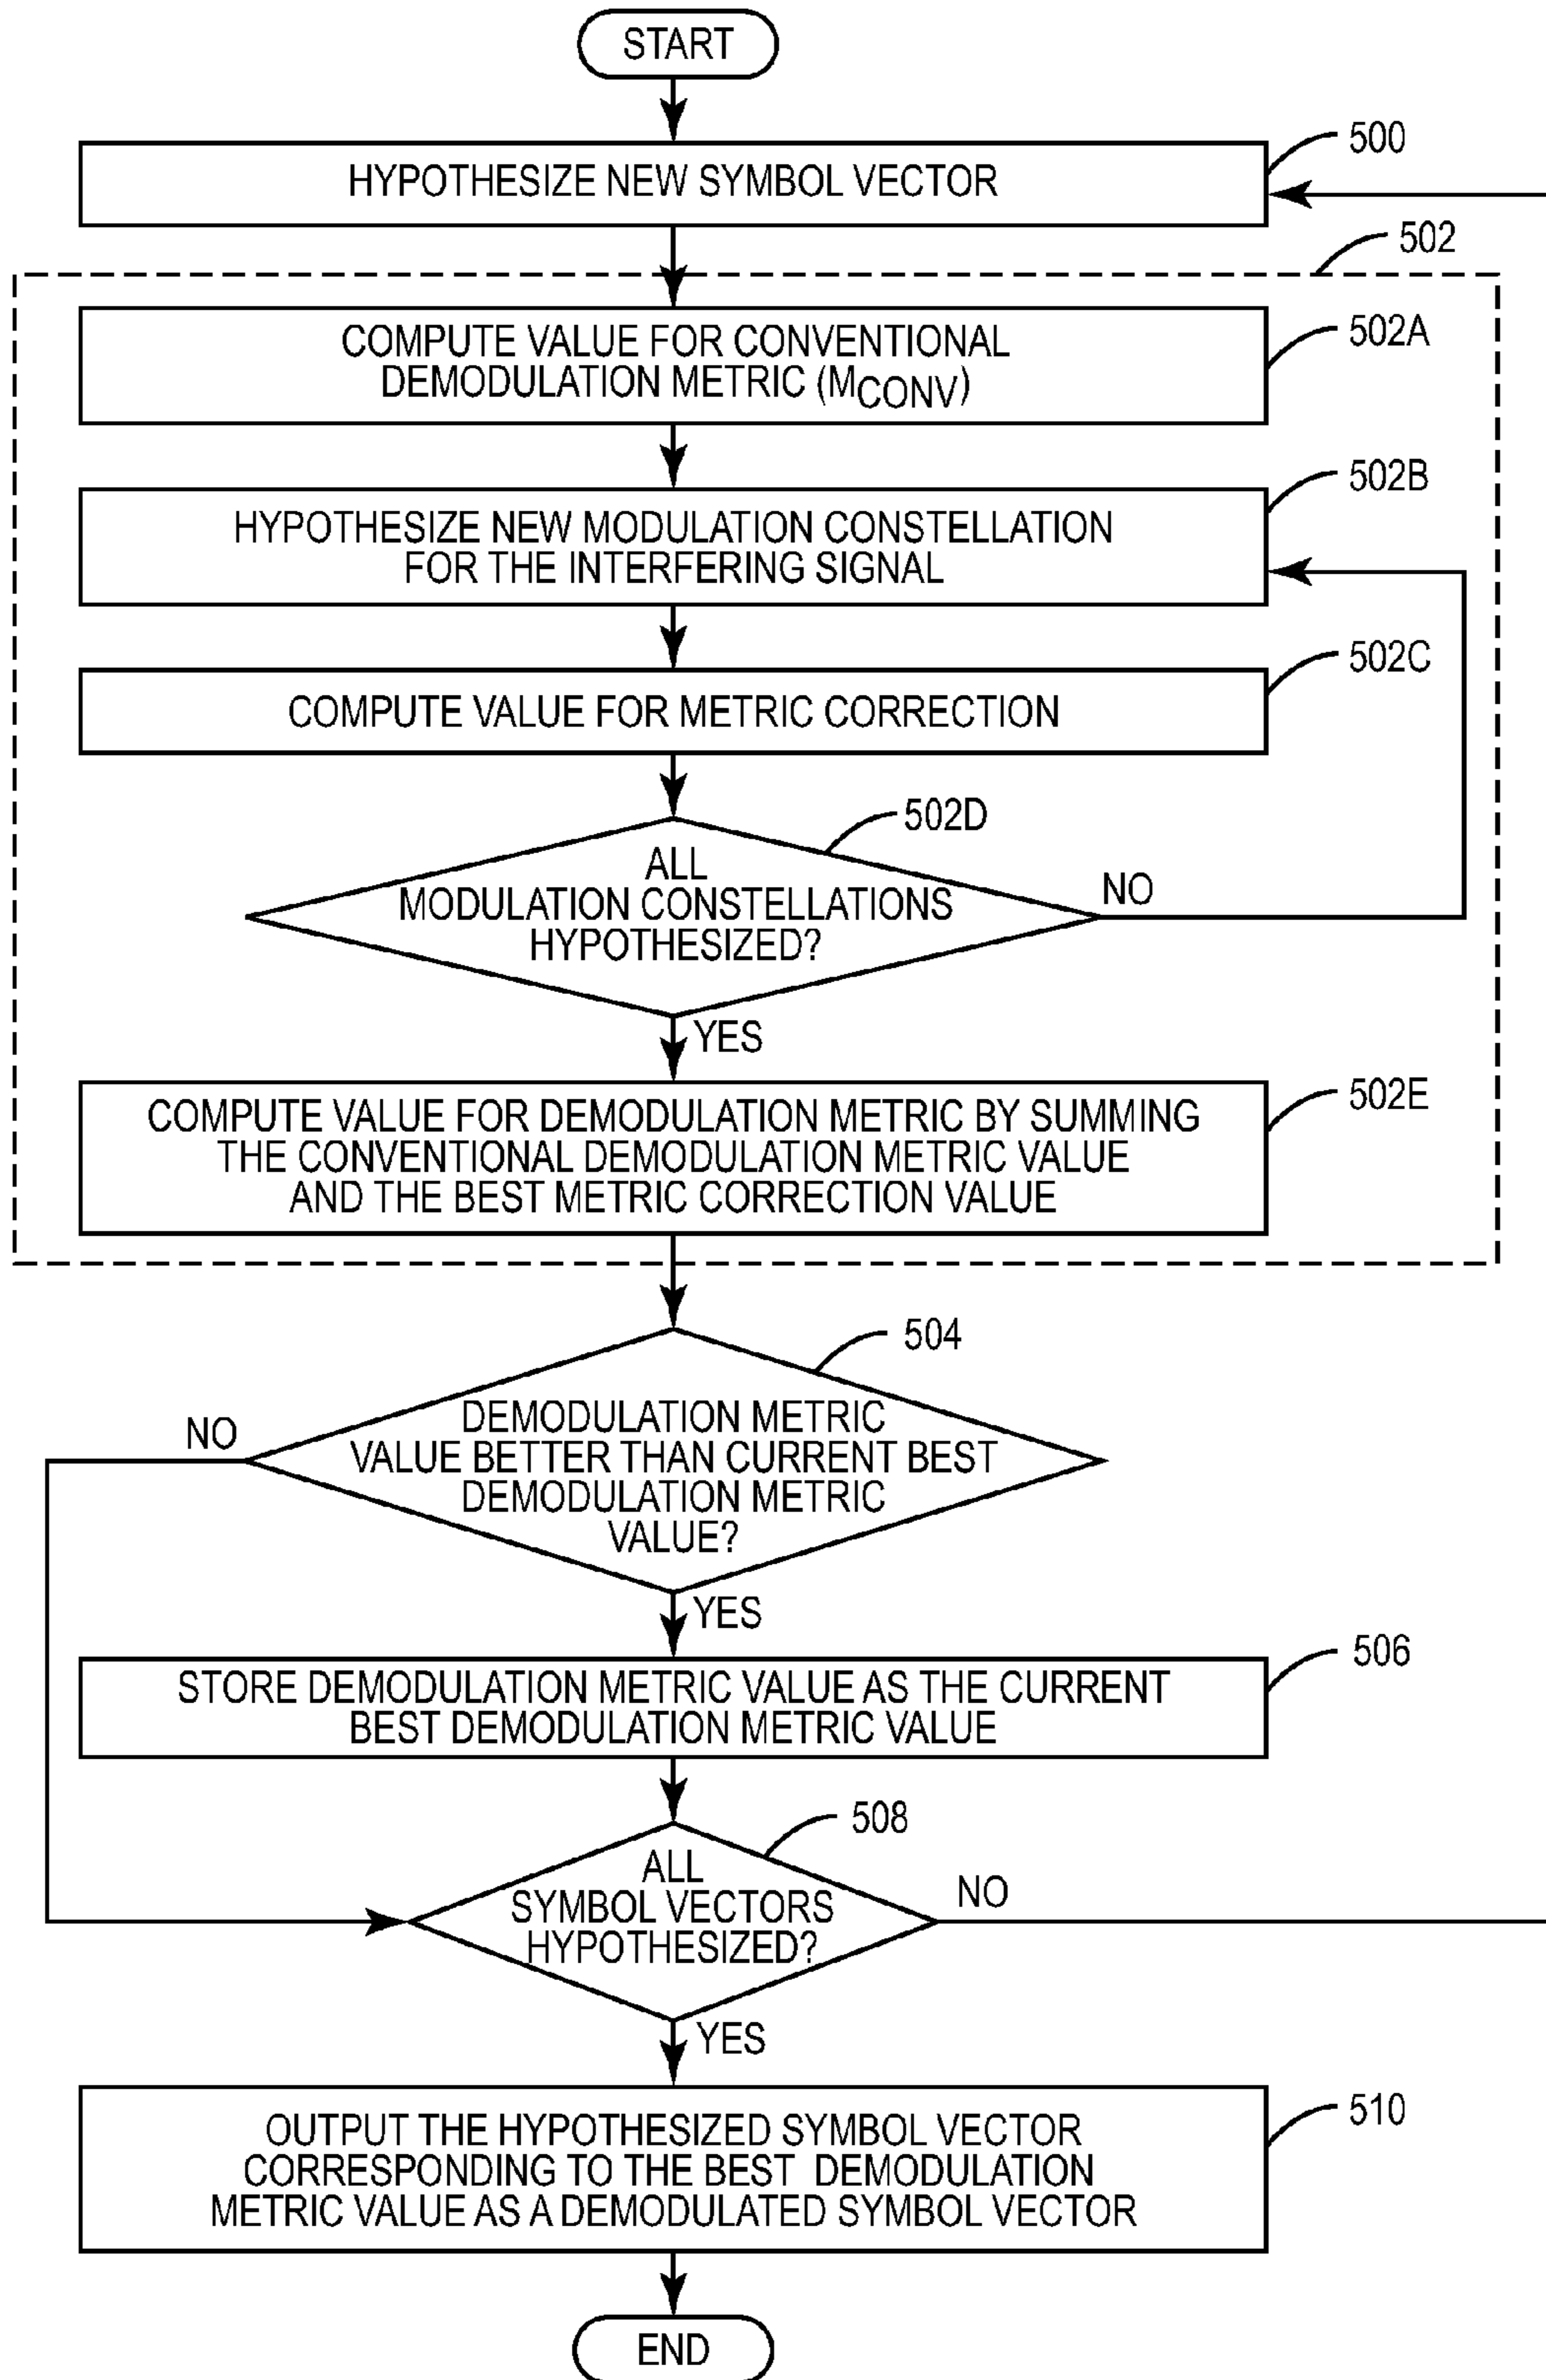 START
500
HYPOTHESIZE NEW SYMBOL VECTOR
502
502A
COMPUTE VALUE FOR CONVENTIONAL
DEMODULATION METRIC (MCONV)
502B
HYPOTHESIZE NEW MODULATION CONSTELLATION
FOR THE INTERFERING SIGNAL
502C
COMPUTE VALUE FOR METRIC CORRECTION
502D
ALL
MODULATION CONSTELLATIONS
HYPOTHESIZED?
NO
YES
502E
COMPUTE VALUE FOR DEMODULATION METRIC BY SUMMING
THE CONVENTIONAL DEMODULATION METRIC VALUE
AND THE BEST METRIC CORRECTION VALUE
504
DEMODULATION METRIC
VALUE BETTER THAN CURRENT BEST
DEMODULATION METRIC
VALUE?
NO
YES
506
STORE DEMODULATION METRIC VALUE AS THE CURRENT
BEST DEMODULATION METRIC VALUE
508
ALL
SYMBOL VECTORS
HYPOTHESIZED?
NO
YES
510
OUTPUT THE HYPOTHESIZED SYMBOL VECTOR
CORRESPONDING TO THE BEST DEMODULATION
METRIC VALUE AS A DEMODULATED SYMBOL VECTOR
END